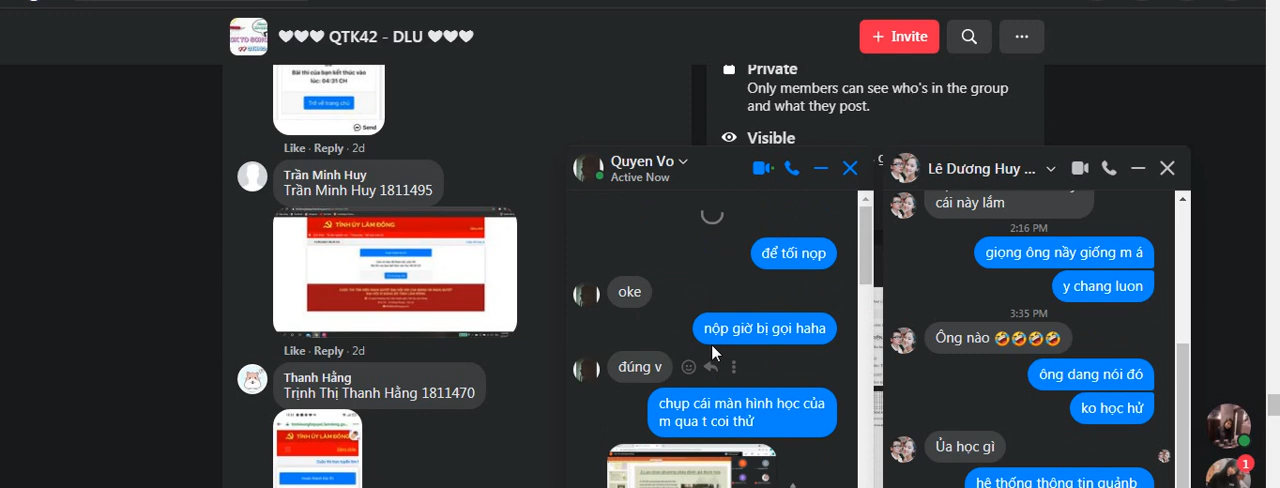 ♥♥♥ QTK42 - DLU ♥♥♥
+ Invite
Bài thi của bạn kết thúc vào
lúc: 04:31 CH
Trở về trang chủ
Send
Like · Reply · 2d
Trần Minh Huy
Trần Minh Huy 1811495
TỈNH ỦY LÂM ĐỒNG
Like · Reply · 2d
Thanh Hằng
Trịnh Thị Thanh Hằng 1811470
TỈNH ỦY LÂM ĐỒNG
Private
Only members can see who's in the group
and what they post.
Visible
Quyen Vo
Active Now
để tối nọp
oke
nộp giờ bị gọi haha
đúng v
chụp cái màn hình học của
m qua t coi thử
Lê Dương Huy ...
cái này lắm
2:16 PM
giọng ông nầy giống m á
y chang luon
3:35 PM
Ông nào 🤣🤣🤣🤣
ông dang nói đó
ko học hử
Ủa học gì
hệ thống thông tin quảnb
1